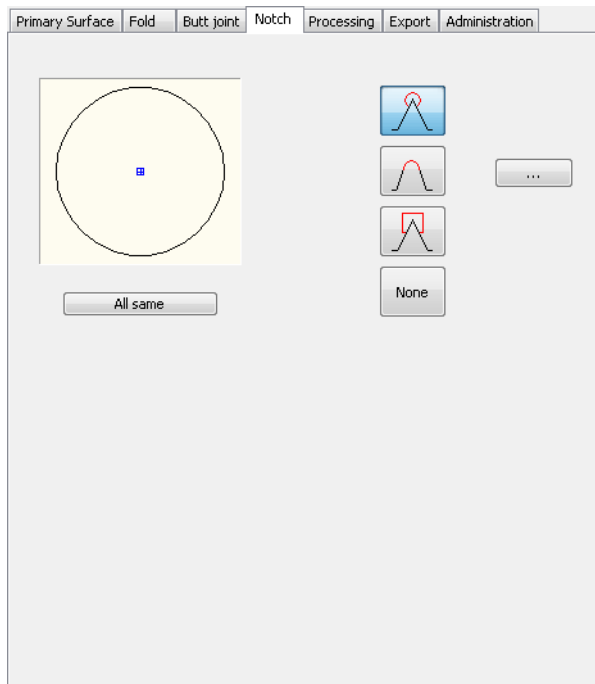 Primary Surface Fold Butt joint Notch Processing Export Administration
...
All same
None